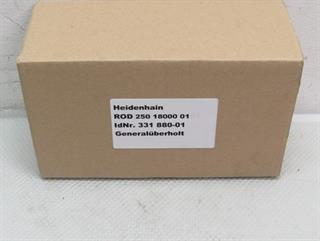 Heidenhain
ROD 250 18000 01
IdNr. 331 880-01
Generalüberholt